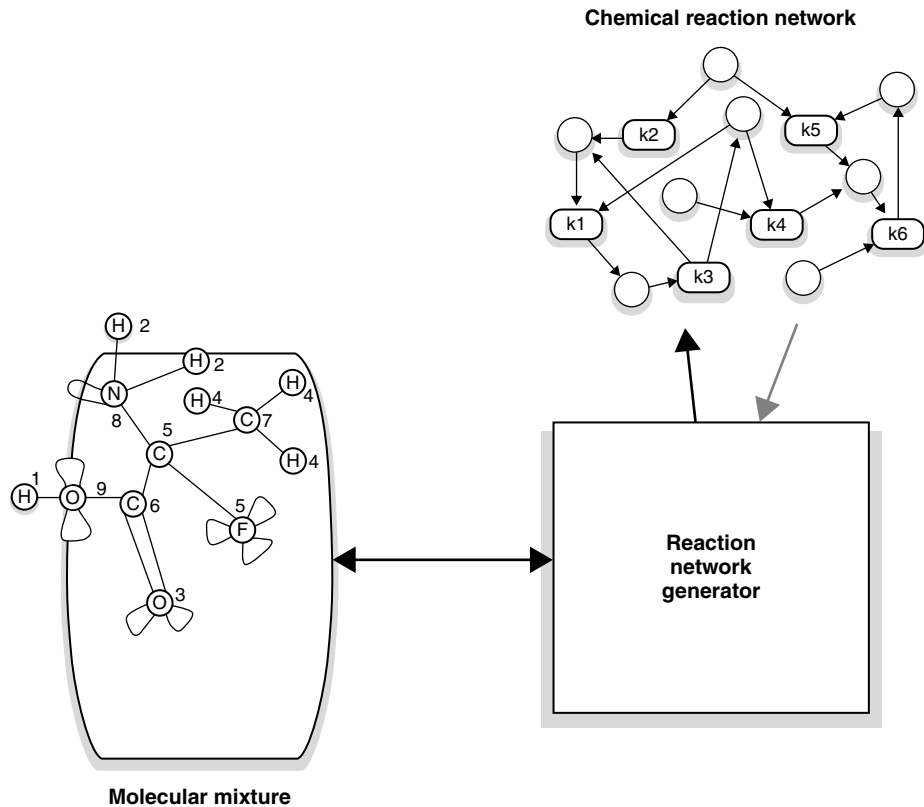 Chemical reaction network
k2
k5
k1
k4
k6
k3
H 2
H 2
N
8
H 4
H 4
C 7
5
C
H 4
1
H
O 9
C 6
5
F
O 3
Reaction
network
generator
Molecular mixture